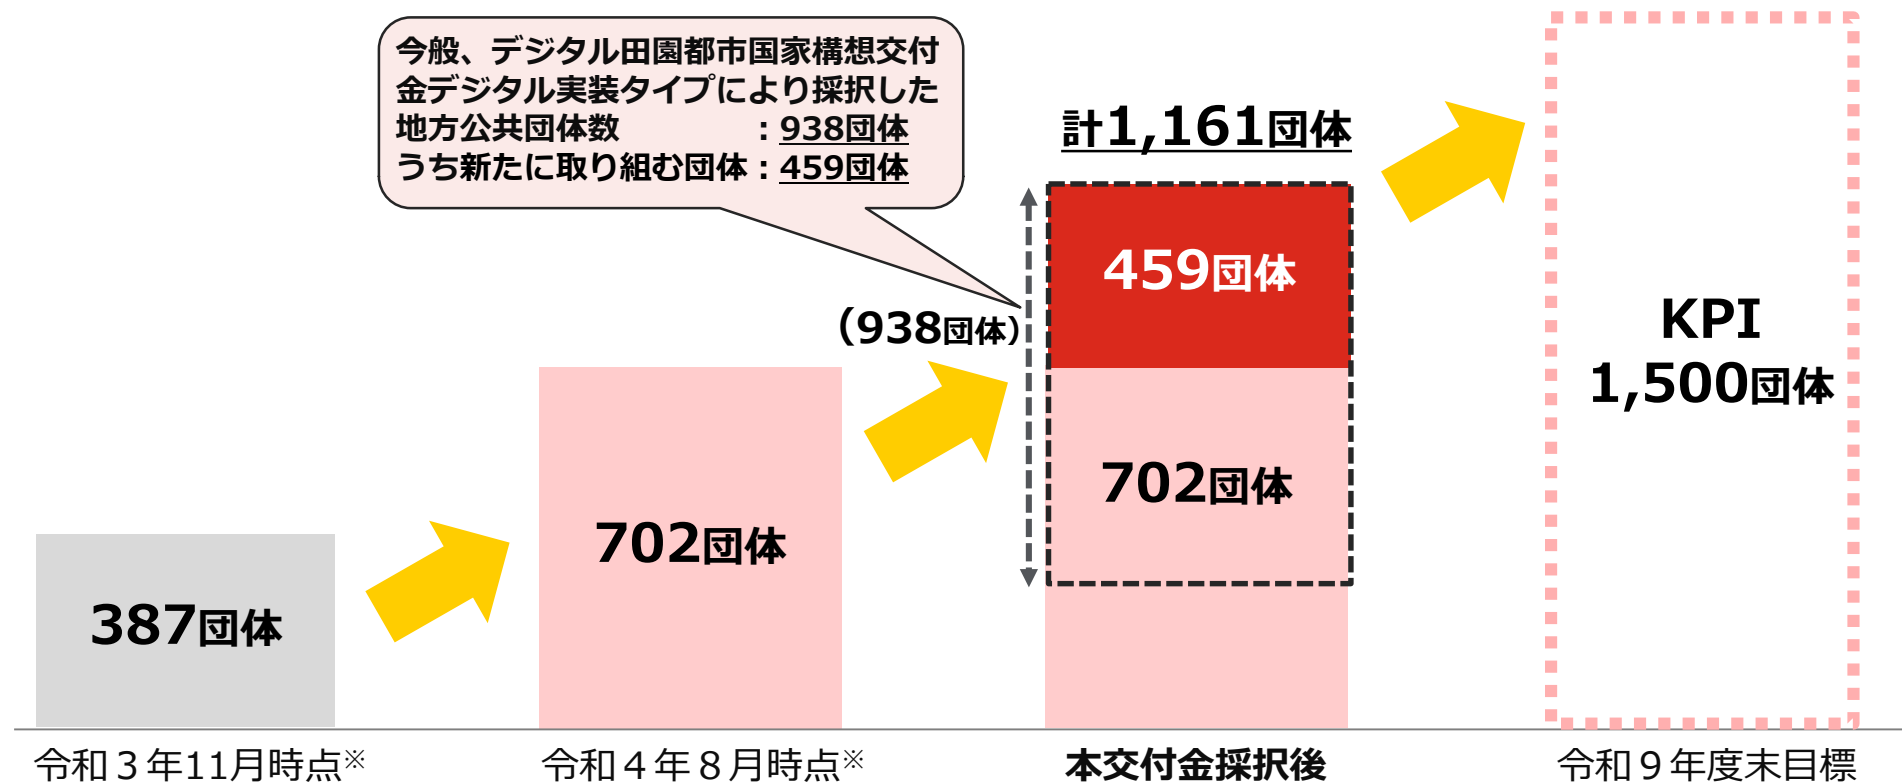 今般、デジタル田園都市国家構想交付
金デジタル実装タイプにより採択した
地方公共団体数　　　　：938団体
うち新たに取り組む団体：459団体
計1,161団体
459団体
（938団体）
KPI
1,500団体
702団体
702団体
387団体
令和３年11月時点※
令和４年８月時点※
本交付金採択後
令和９年度末目標